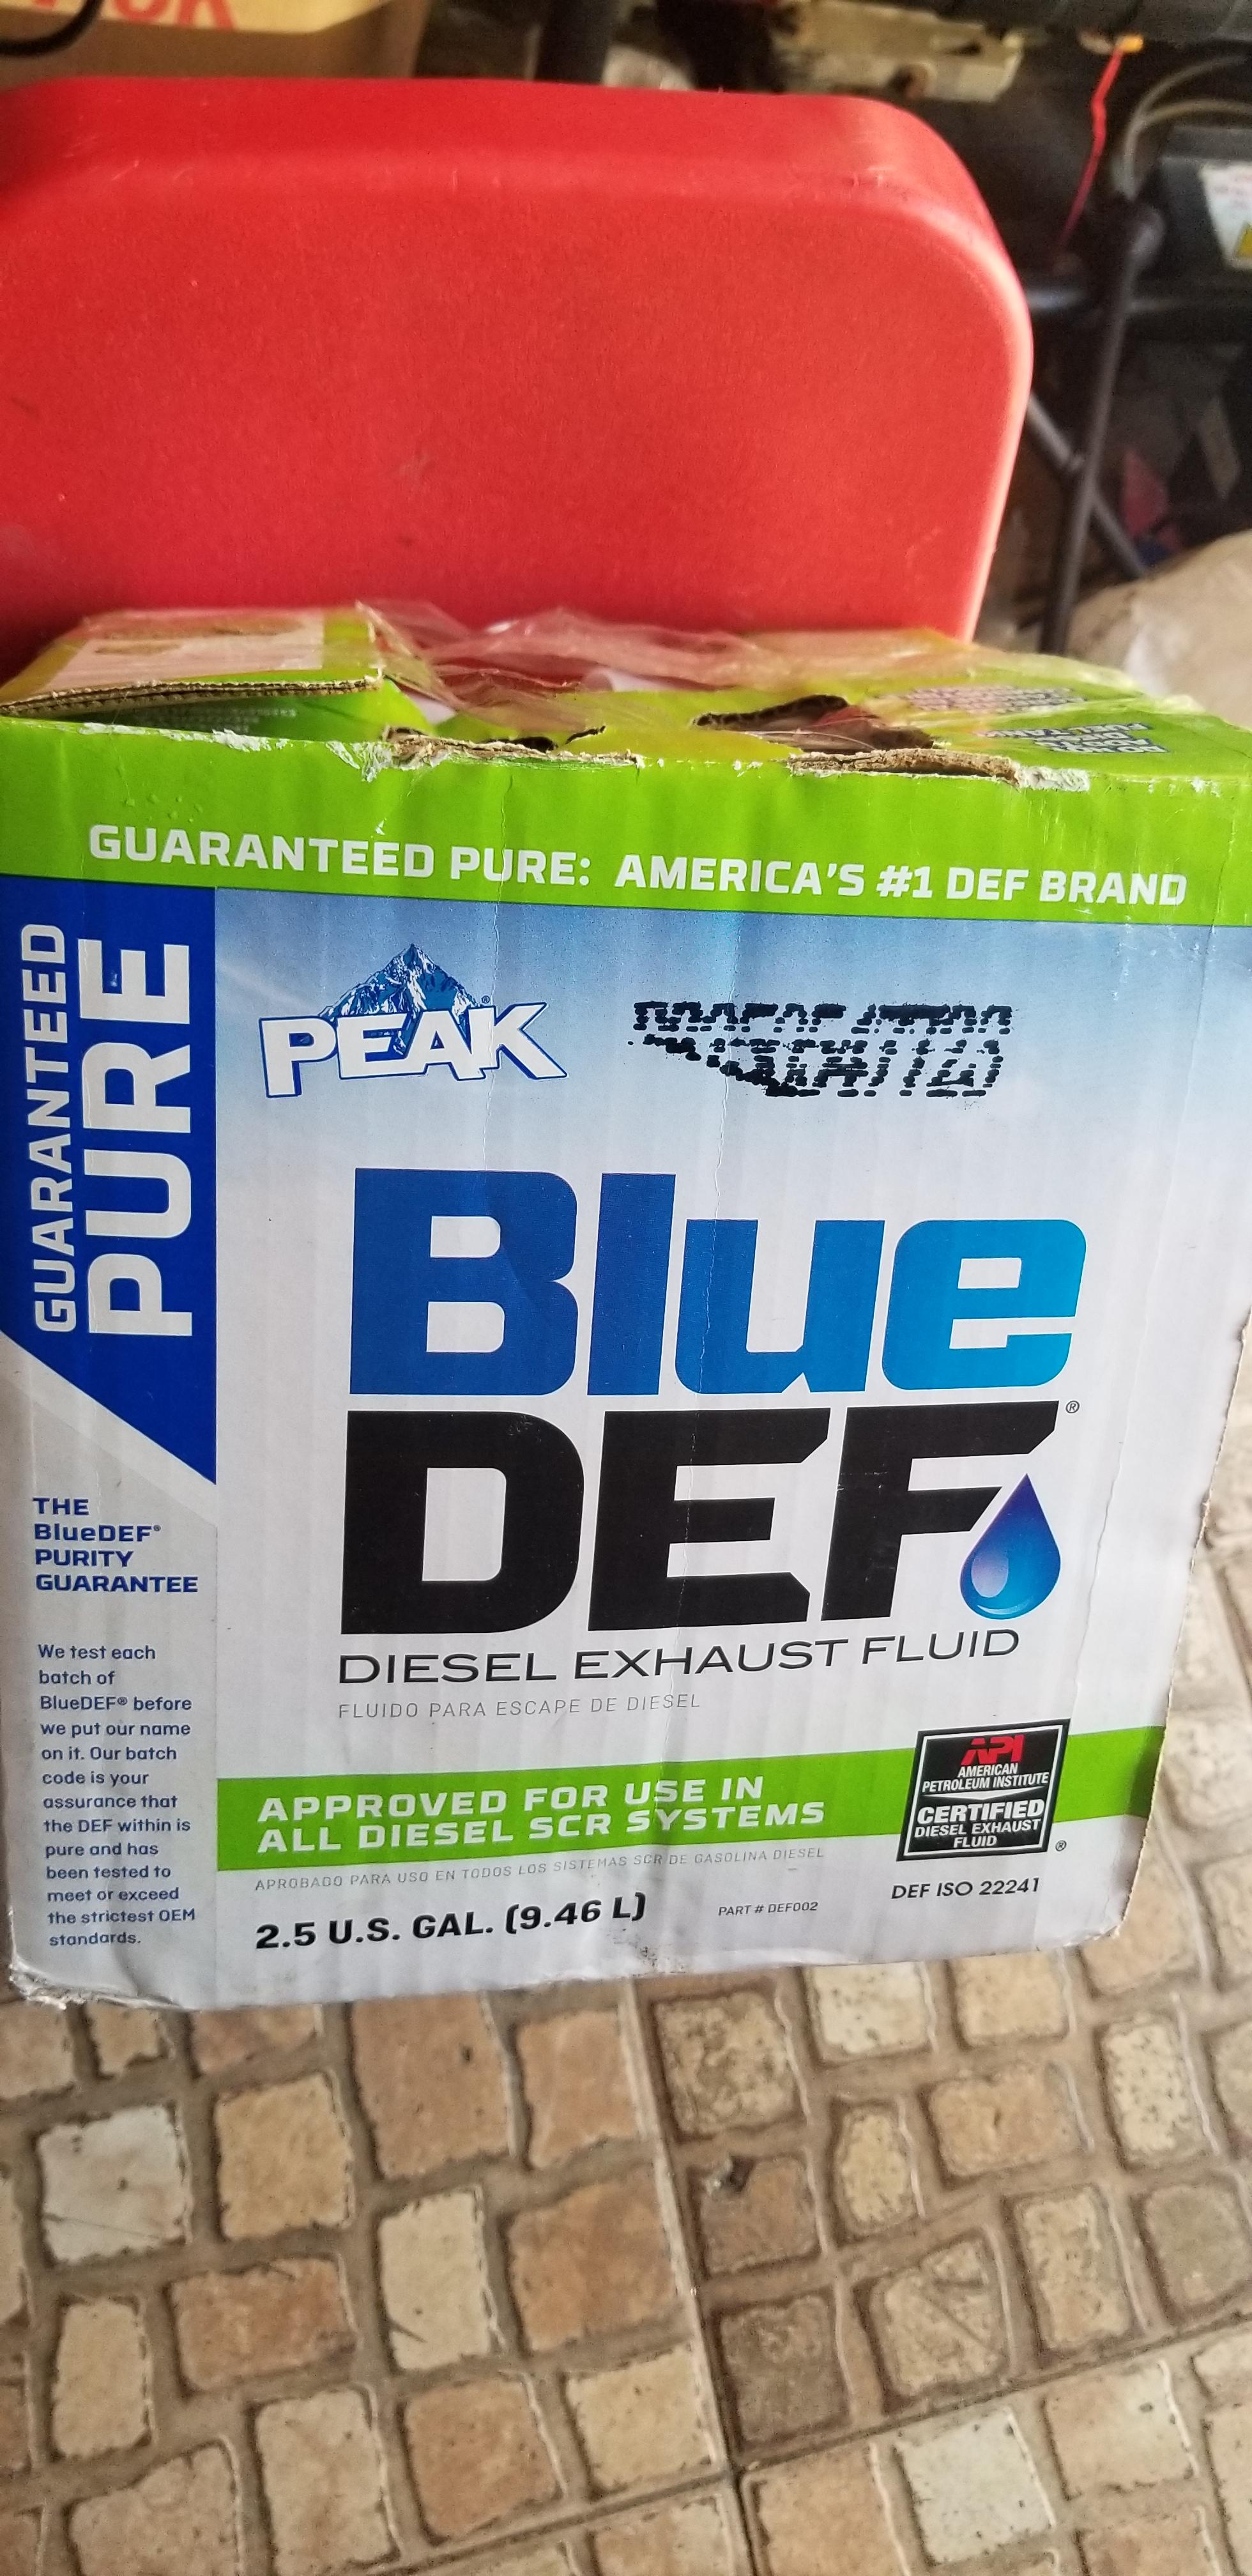 GUARANTEED PURE: AMERICA'S #1 DEF BRAND
GUARANTEED
PURE
PEAK®
Blue
DEF®
DIESEL EXHAUST FLUID
FLUIDO PARA ESCAPE DE DIESEL
THE
BlueDEF®
PURITY
GUARANTEE
We test each
batch of
BlueDEF® before
we put our name
on it. Our batch
code is your
assurance that
the DEF within is
pure and has
been tested to
meet or exceed
the strictest OEM
standards.
APPROVED FOR USE IN
ALL DIESEL SCR SYSTEMS
APROBADO PARA USO EN TODOS LOS SISTEMAS SCR DE GASOLINA DIESEL
API
AMERICAN
PETROLEUM INSTITUTE
CERTIFIED
DIESEL EXHAUST
FLUID
®
DEF ISO 22241
2.5 U.S. GAL. (9.46 L)
PART # DEF002